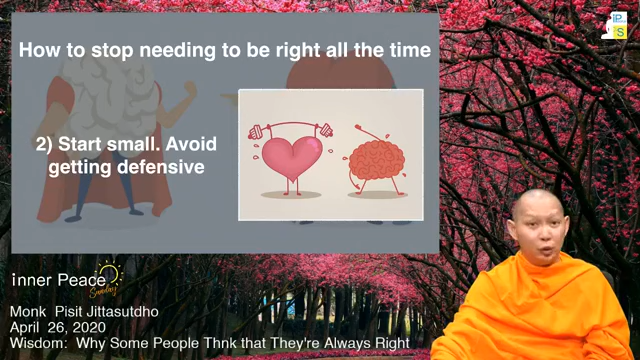 How to stop needing to be right all the time
iP
S
2) Start small. Avoid
getting defensive
inner Peace
Sunday
Monk Pisit Jittasutdho
April 26, 2020
Wisdom: Why Some People Thnk that They're Always Right